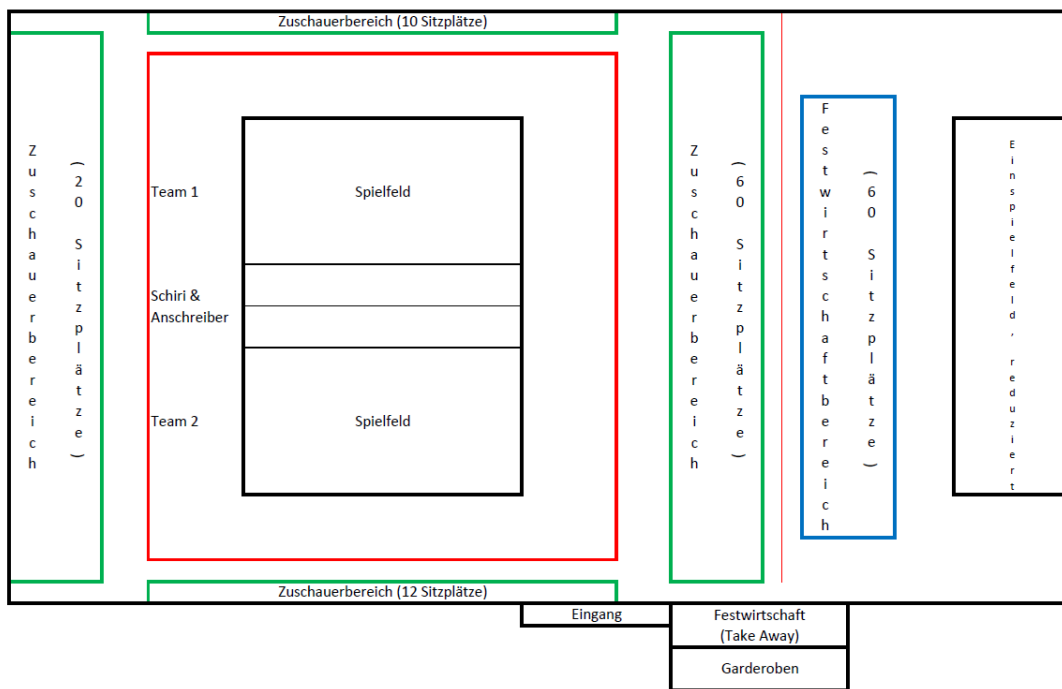 Zuschauerbereich (10 Sitzplätze)
Zuschauerbereich
(20 Sitzplätze)
Team 1
Spielfeld
Schiri &
Anschreiber
Team 2
Spielfeld
Zuschauerbereich
(60 Sitzplätze)
Festwirtschaftbereich
(60 Sitzplätze)
Einspielfeld, reduziert
Zuschauerbereich (12 Sitzplätze)
Eingang
Festwirtschaft
(Take Away)
Garderoben